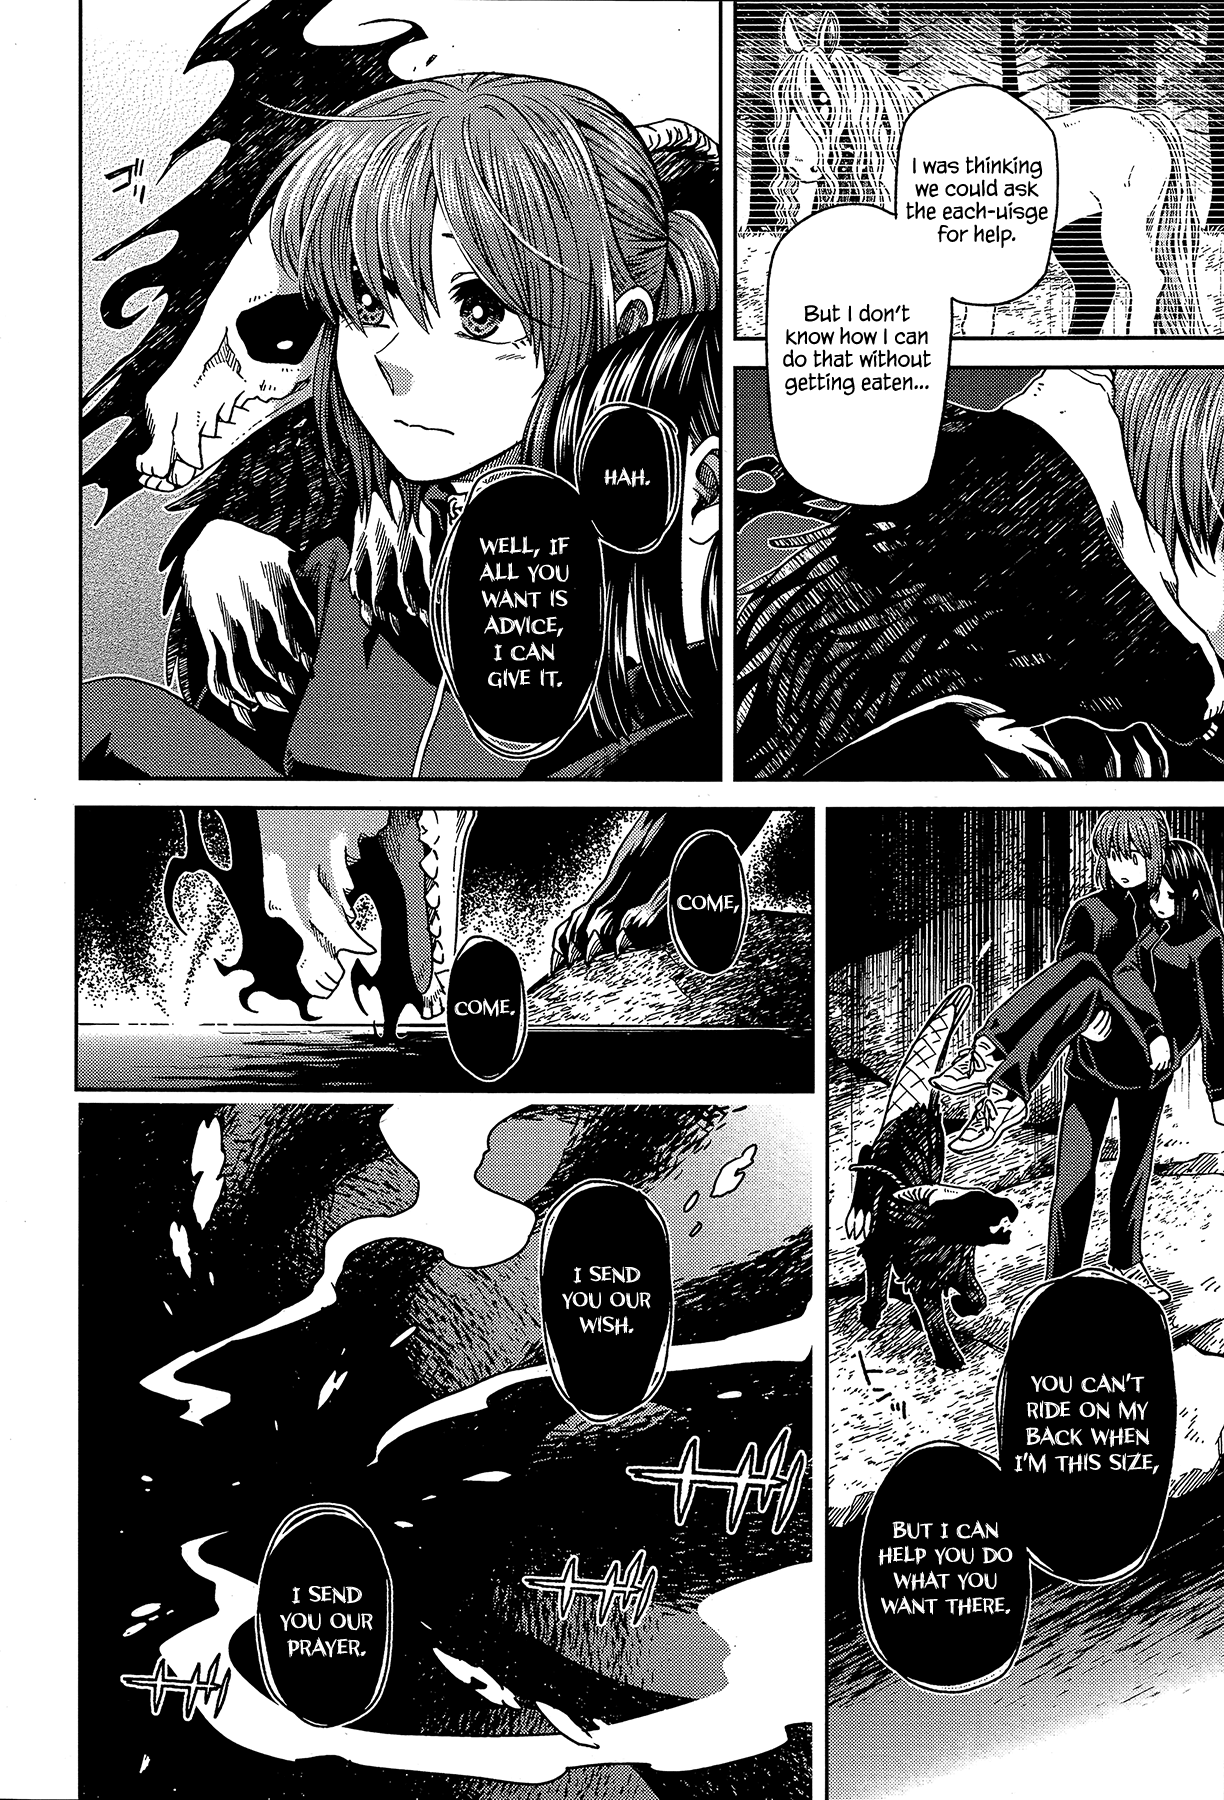 I was thinking
we could ask
the each-uisge
for help.
But I don't
know how I can
do that without
getting eaten...
ゴッ
HAH.
WELL, IF
ALL YOU
WANT IS
ADVICE,
I CAN
GIVE IT.
YOU CAN'T
RIDE ON MY
BACK WHEN
I'M THIS SIZE,
BUT I CAN
HELP YOU DO
WHAT YOU
WANT THERE.
COME,
COME.
I SEND
YOU OUR
WISH.
I SEND
YOU OUR
PRAYER.